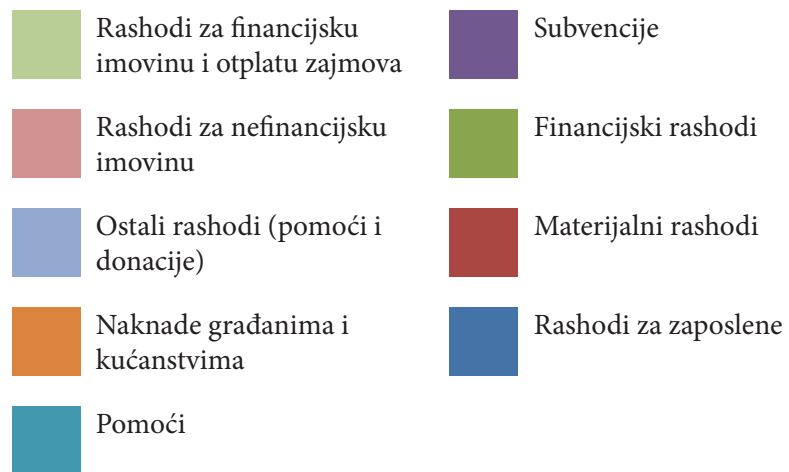 Rashodi za financijsku
imovinu i otplatu zajmova
Rashodi za nefinancijsku
imovinu
Ostali rashodi (pomoći i
donacije)
Naknade građanima i
kućanstvima
Pomoći
Subvencije
Financijski rashodi
Materijalni rashodi
Rashodi za zaposlene